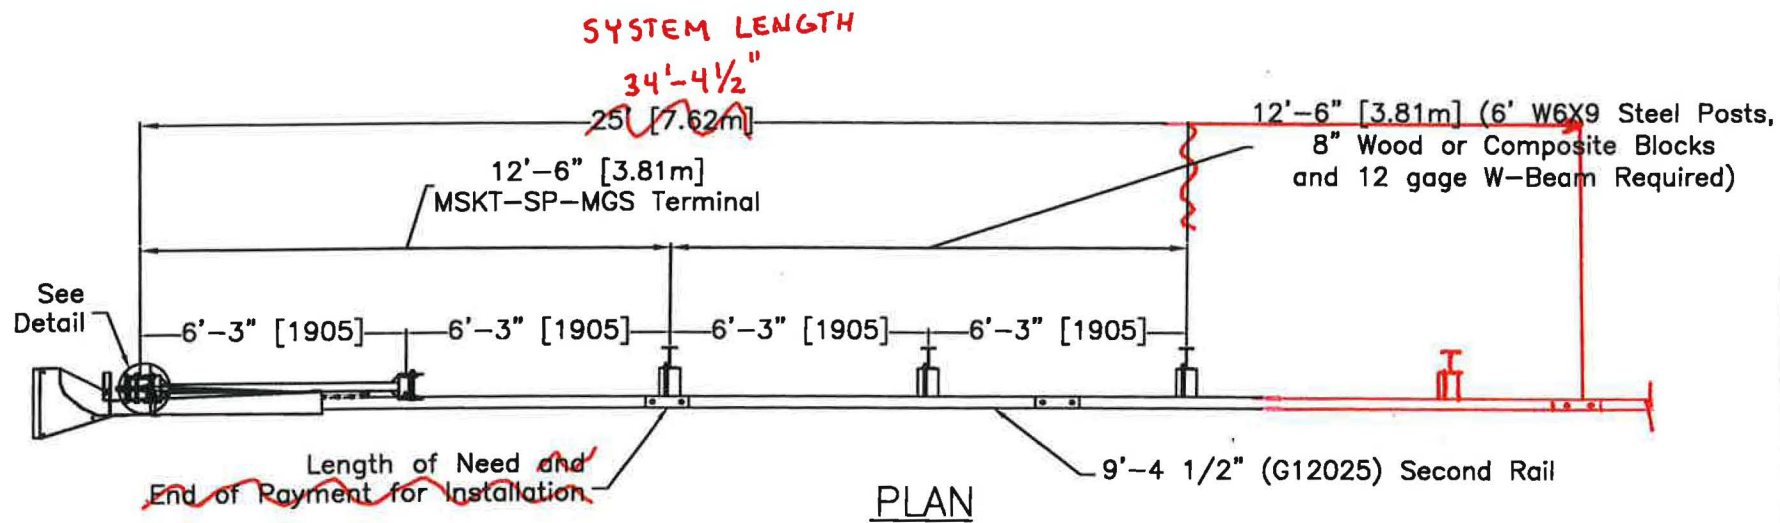 SYSTEM LENGTH
34'-4 1/2"
25' [7.62m]
12'-6" [3.81m] (6' W6X9 Steel Posts,
8" Wood or Composite Blocks
and 12 gage W-Beam Required)
12'-6" [3.81m]
MSKT-SP-MGS Terminal
See
Detail
6'-3" [1905] 6'-3" [1905] 6'-3" [1905] 6'-3" [1905]
Length of Need and
End of Payment for Installation
9'-4 1/2" (G12025) Second Rail
PLAN